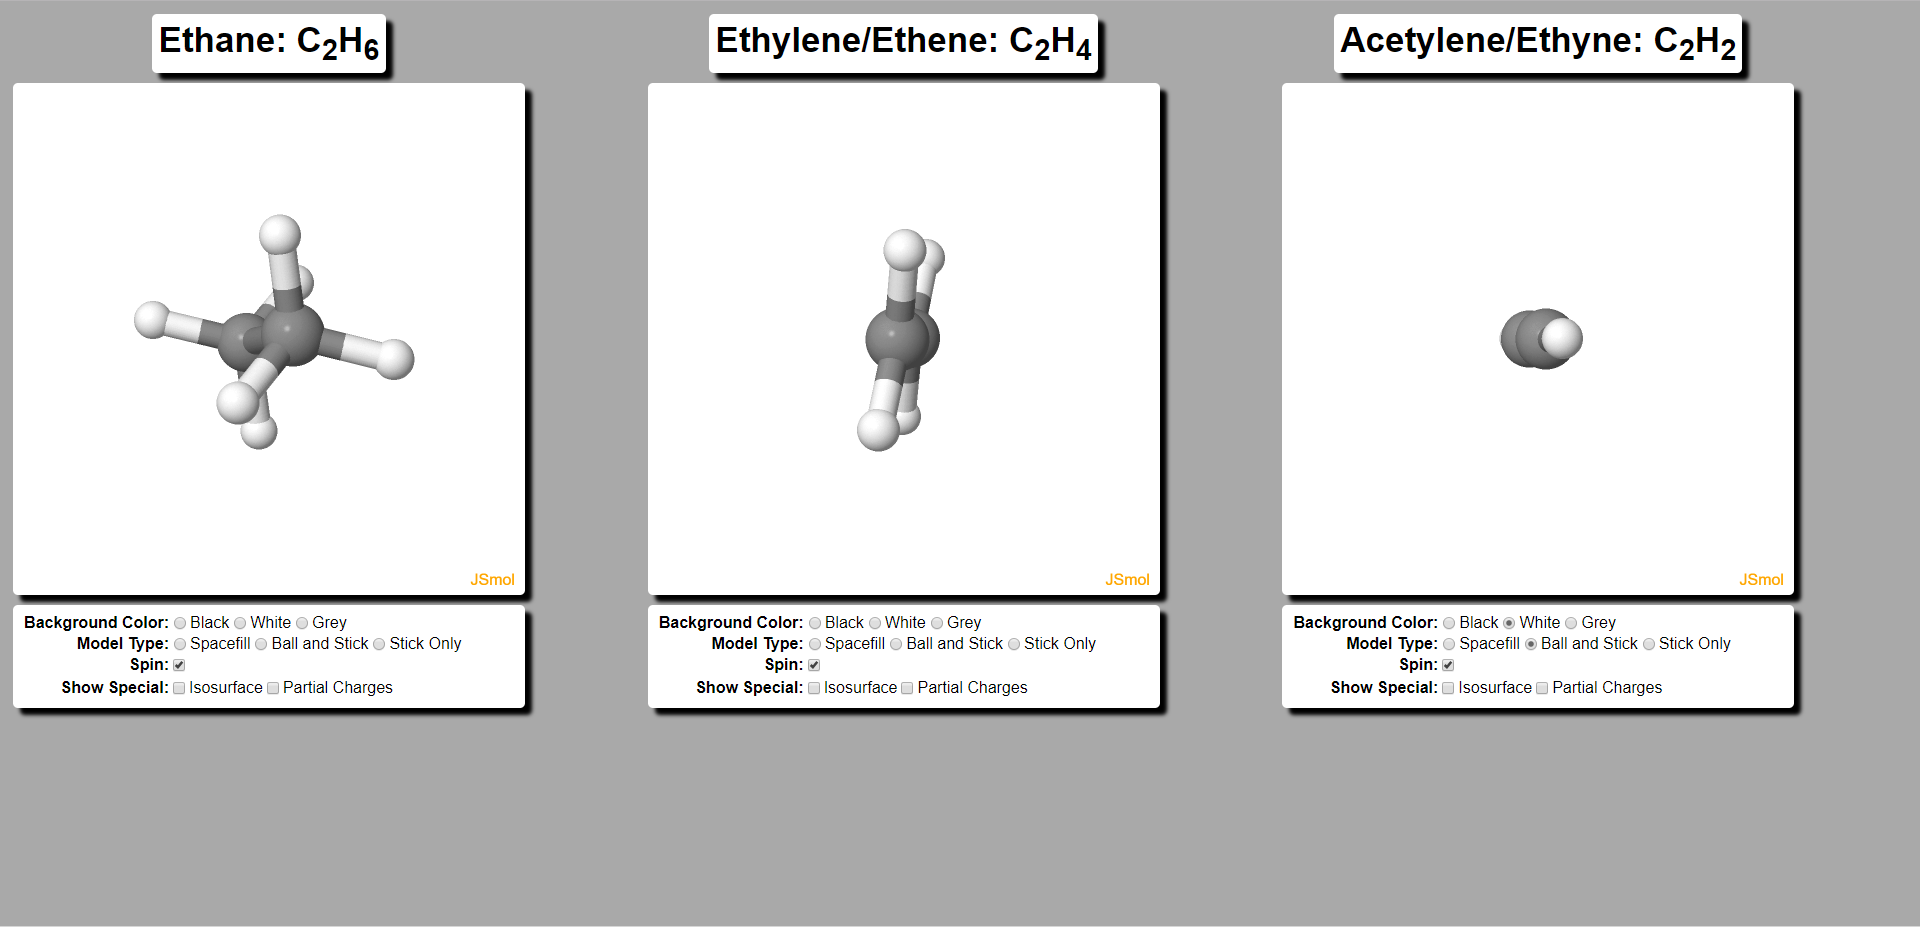 Ethane: C₂H₆
JSmol
Background Color: Black White Grey
Model Type: Spacefill Ball and Stick Stick Only
Spin:
Show Special: Isosurface Partial Charges
Ethylene/Ethene: C₂H₄
JSmol
Background Color: Black White Grey
Model Type: Spacefill Ball and Stick Stick Only
Spin:
Show Special: Isosurface Partial Charges
Acetylene/Ethyne: C₂H₂
JSmol
Background Color: Black White Grey
Model Type: Spacefill Ball and Stick Stick Only
Spin:
Show Special: Isosurface Partial Charges